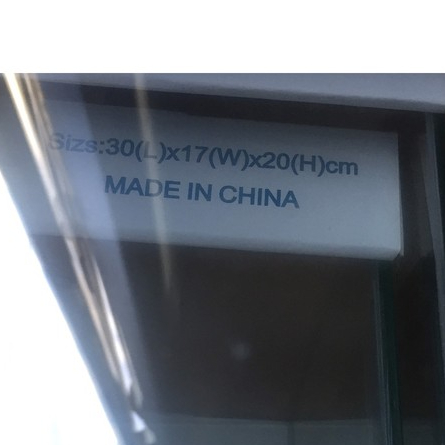 Sizs:30(L)x17(W)x20(H)cm
MADE IN CHINA